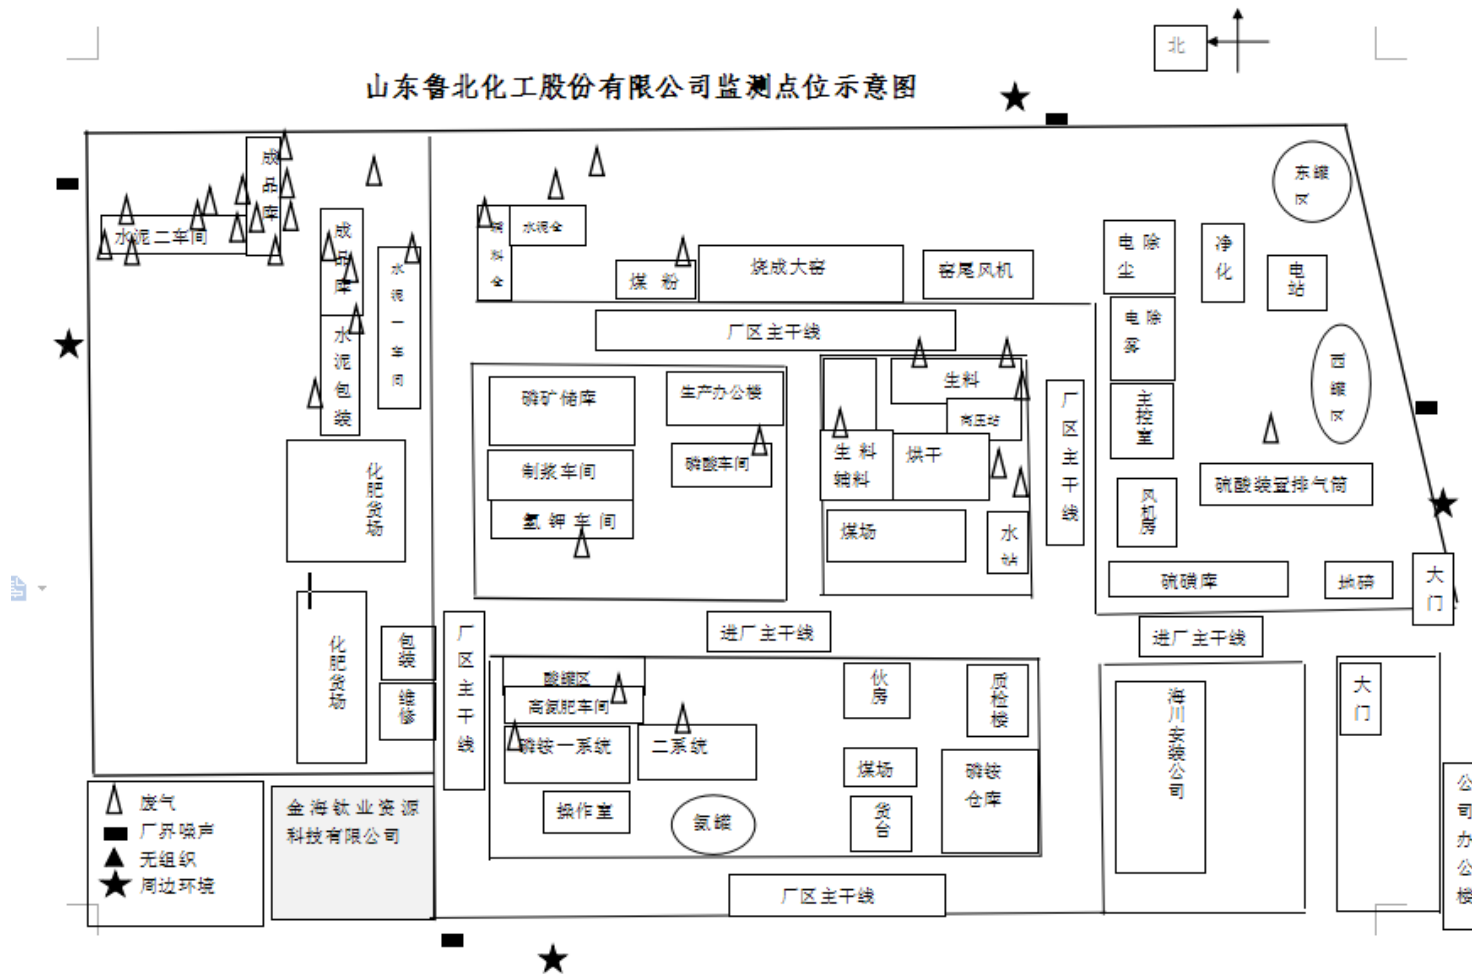 北
山东鲁北化工股份有限公司监测点位示意图
成品库
水泥二车间
成品库
水泥一车间
水泥包装
水泥仓
煤 粉
烧成大窑
窑尾风机
电 除
尘
净化
电站
东罐
区
厂区主干线
电 除
雾
西罐区
磷矿储库
生产办公楼
生料
高压站
制浆车间
磷酸车间
生 料
辅料
烘干
厂区主干线
主控室
氢 钾 车 间
煤场
水站
风机房
硫酸装置排气筒
化肥货场
硫磺库
地磅
大门
化肥货场
包装
维修
厂区主干线
进厂主干线
进厂主干线
酸罐区
高氮肥车间
磷铵一系统
二系统
伙房
质检楼
海川安装公司
大门
操作室
氨罐
煤场
货台
磷铵
仓库
公司办公楼
废气
厂界噪声
无组织
周边环境
金海钛业资源
科技有限公司
厂区主干线